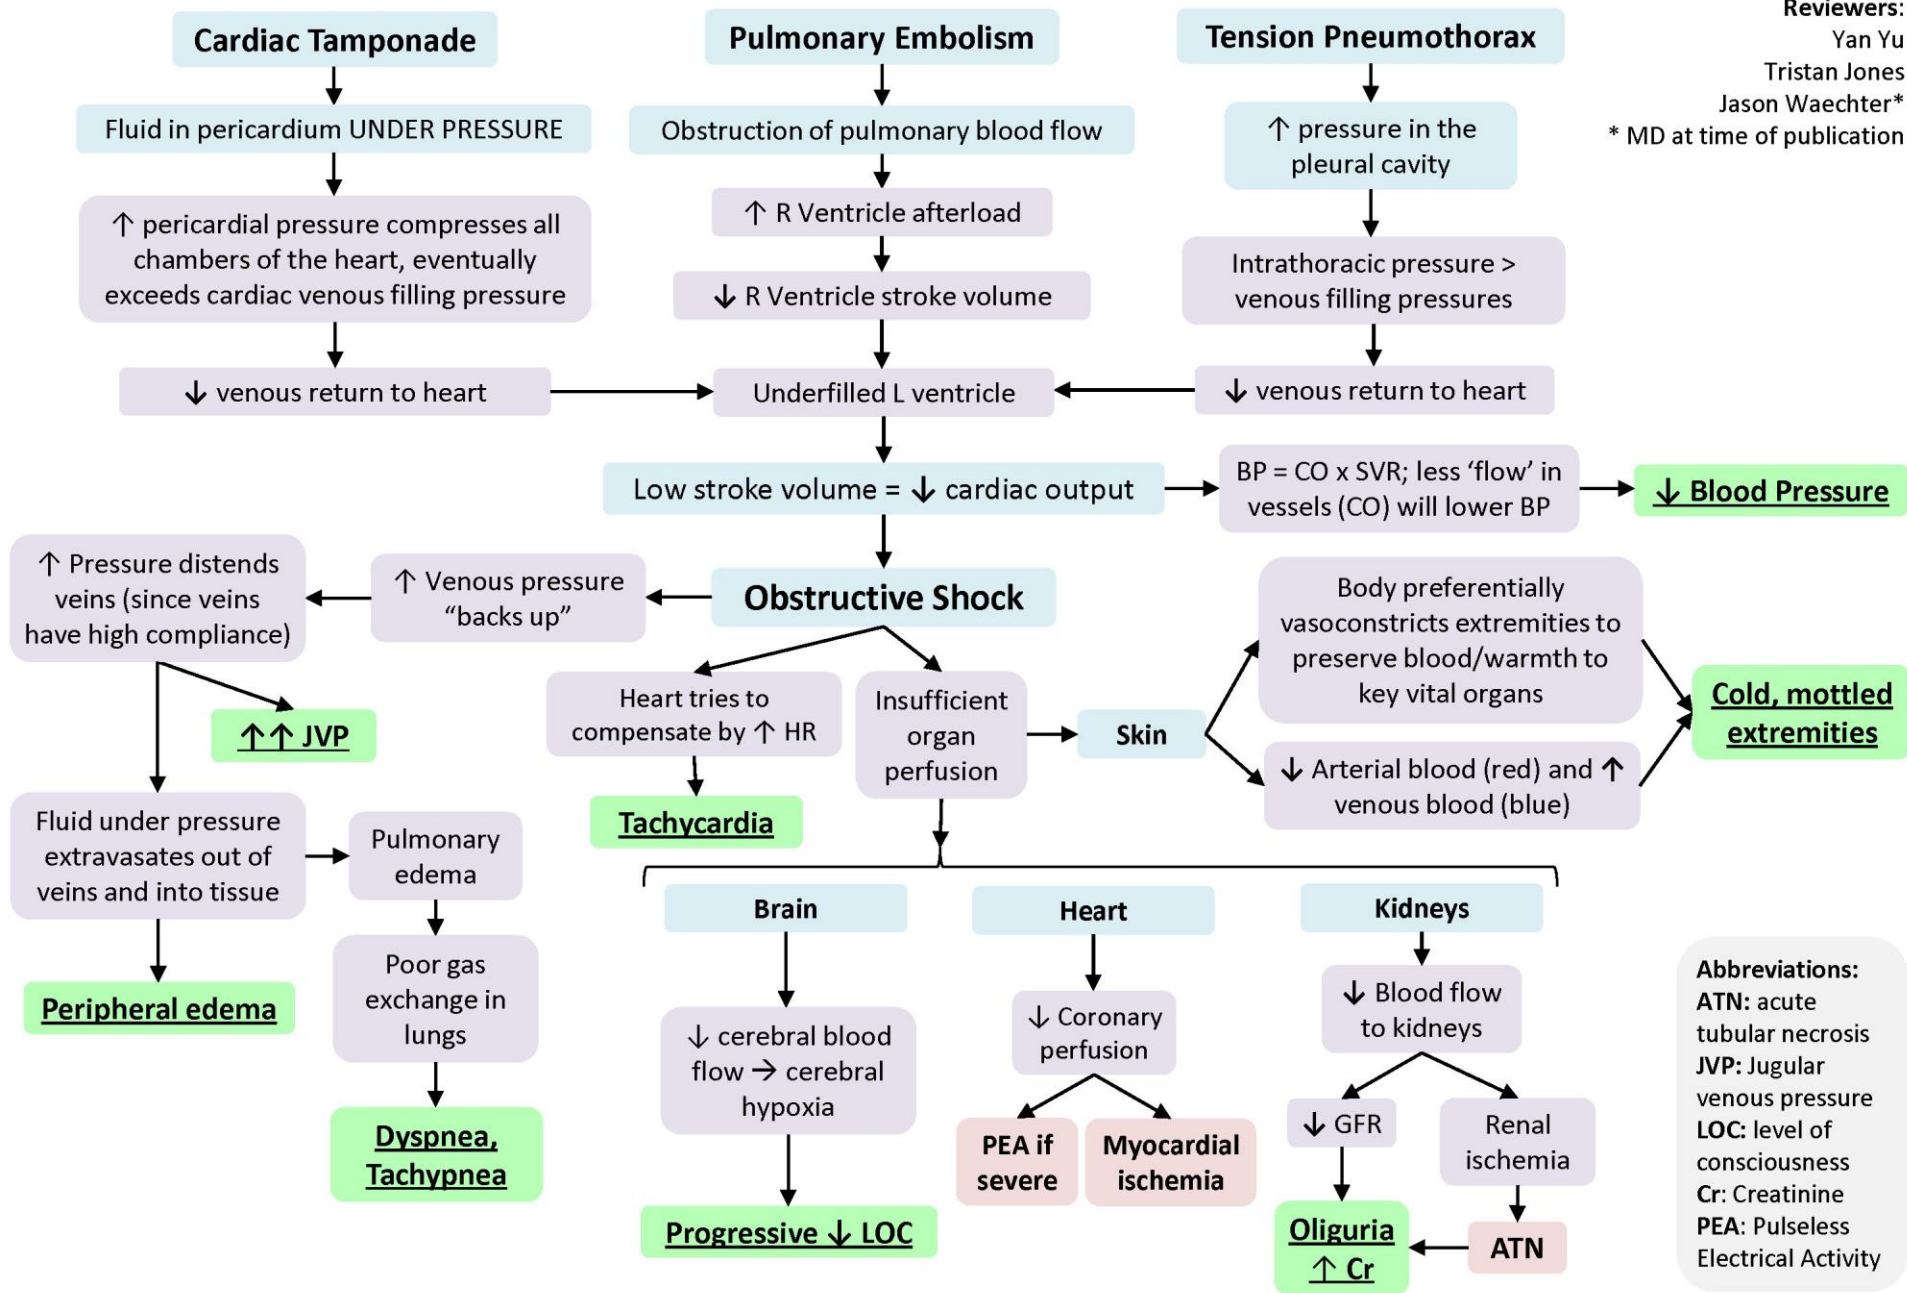 Reviewers:
Yan Yu
Tristan Jones
Jason Waechter*
* MD at time of publication
Cardiac Tamponade
Fluid in pericardium UNDER PRESSURE
↑ pericardial pressure compresses all
chambers of the heart, eventually
exceeds cardiac venous filling pressure
↓ venous return to heart
Pulmonary Embolism
Obstruction of pulmonary blood flow
↑ R Ventricle afterload
↓ R Ventricle stroke volume
Underfilled L ventricle
Tension Pneumothorax
↑ pressure in the
pleural cavity
Intrathoracic pressure >
venous filling pressures
↓ venous return to heart
Low stroke volume = ↓ cardiac output
BP = CO x SVR; less ‘flow’ in
vessels (CO) will lower BP
↓ Blood Pressure
Obstructive Shock
↑ Venous pressure
“backs up”
↑ Pressure distends
veins (since veins
have high compliance)
↑↑ JVP
Fluid under pressure
extravasates out of
veins and into tissue
Peripheral edema
Pulmonary
edema
Poor gas
exchange in
lungs
Dyspnea,
Tachypnea
Heart tries to
compensate by ↑ HR
Tachycardia
Insufficient
organ
perfusion
Skin
Body preferentially
vasoconstricts extremities to
preserve blood/warmth to
key vital organs
↓ Arterial blood (red) and ↑
venous blood (blue)
Cold, mottled
extremities
Brain
↓ cerebral blood
flow → cerebral
hypoxia
Progressive ↓ LOC
Heart
↓ Coronary
perfusion
PEA if
severe
Myocardial
ischemia
Kidneys
↓ Blood flow
to kidneys
↓ GFR
Renal
ischemia
Oliguria
↑ Cr
ATN
Abbreviations:
ATN: acute
tubular necrosis
JVP: Jugular
venous pressure
LOC: level of
consciousness
Cr: Creatinine
PEA: Pulseless
Electrical Activity